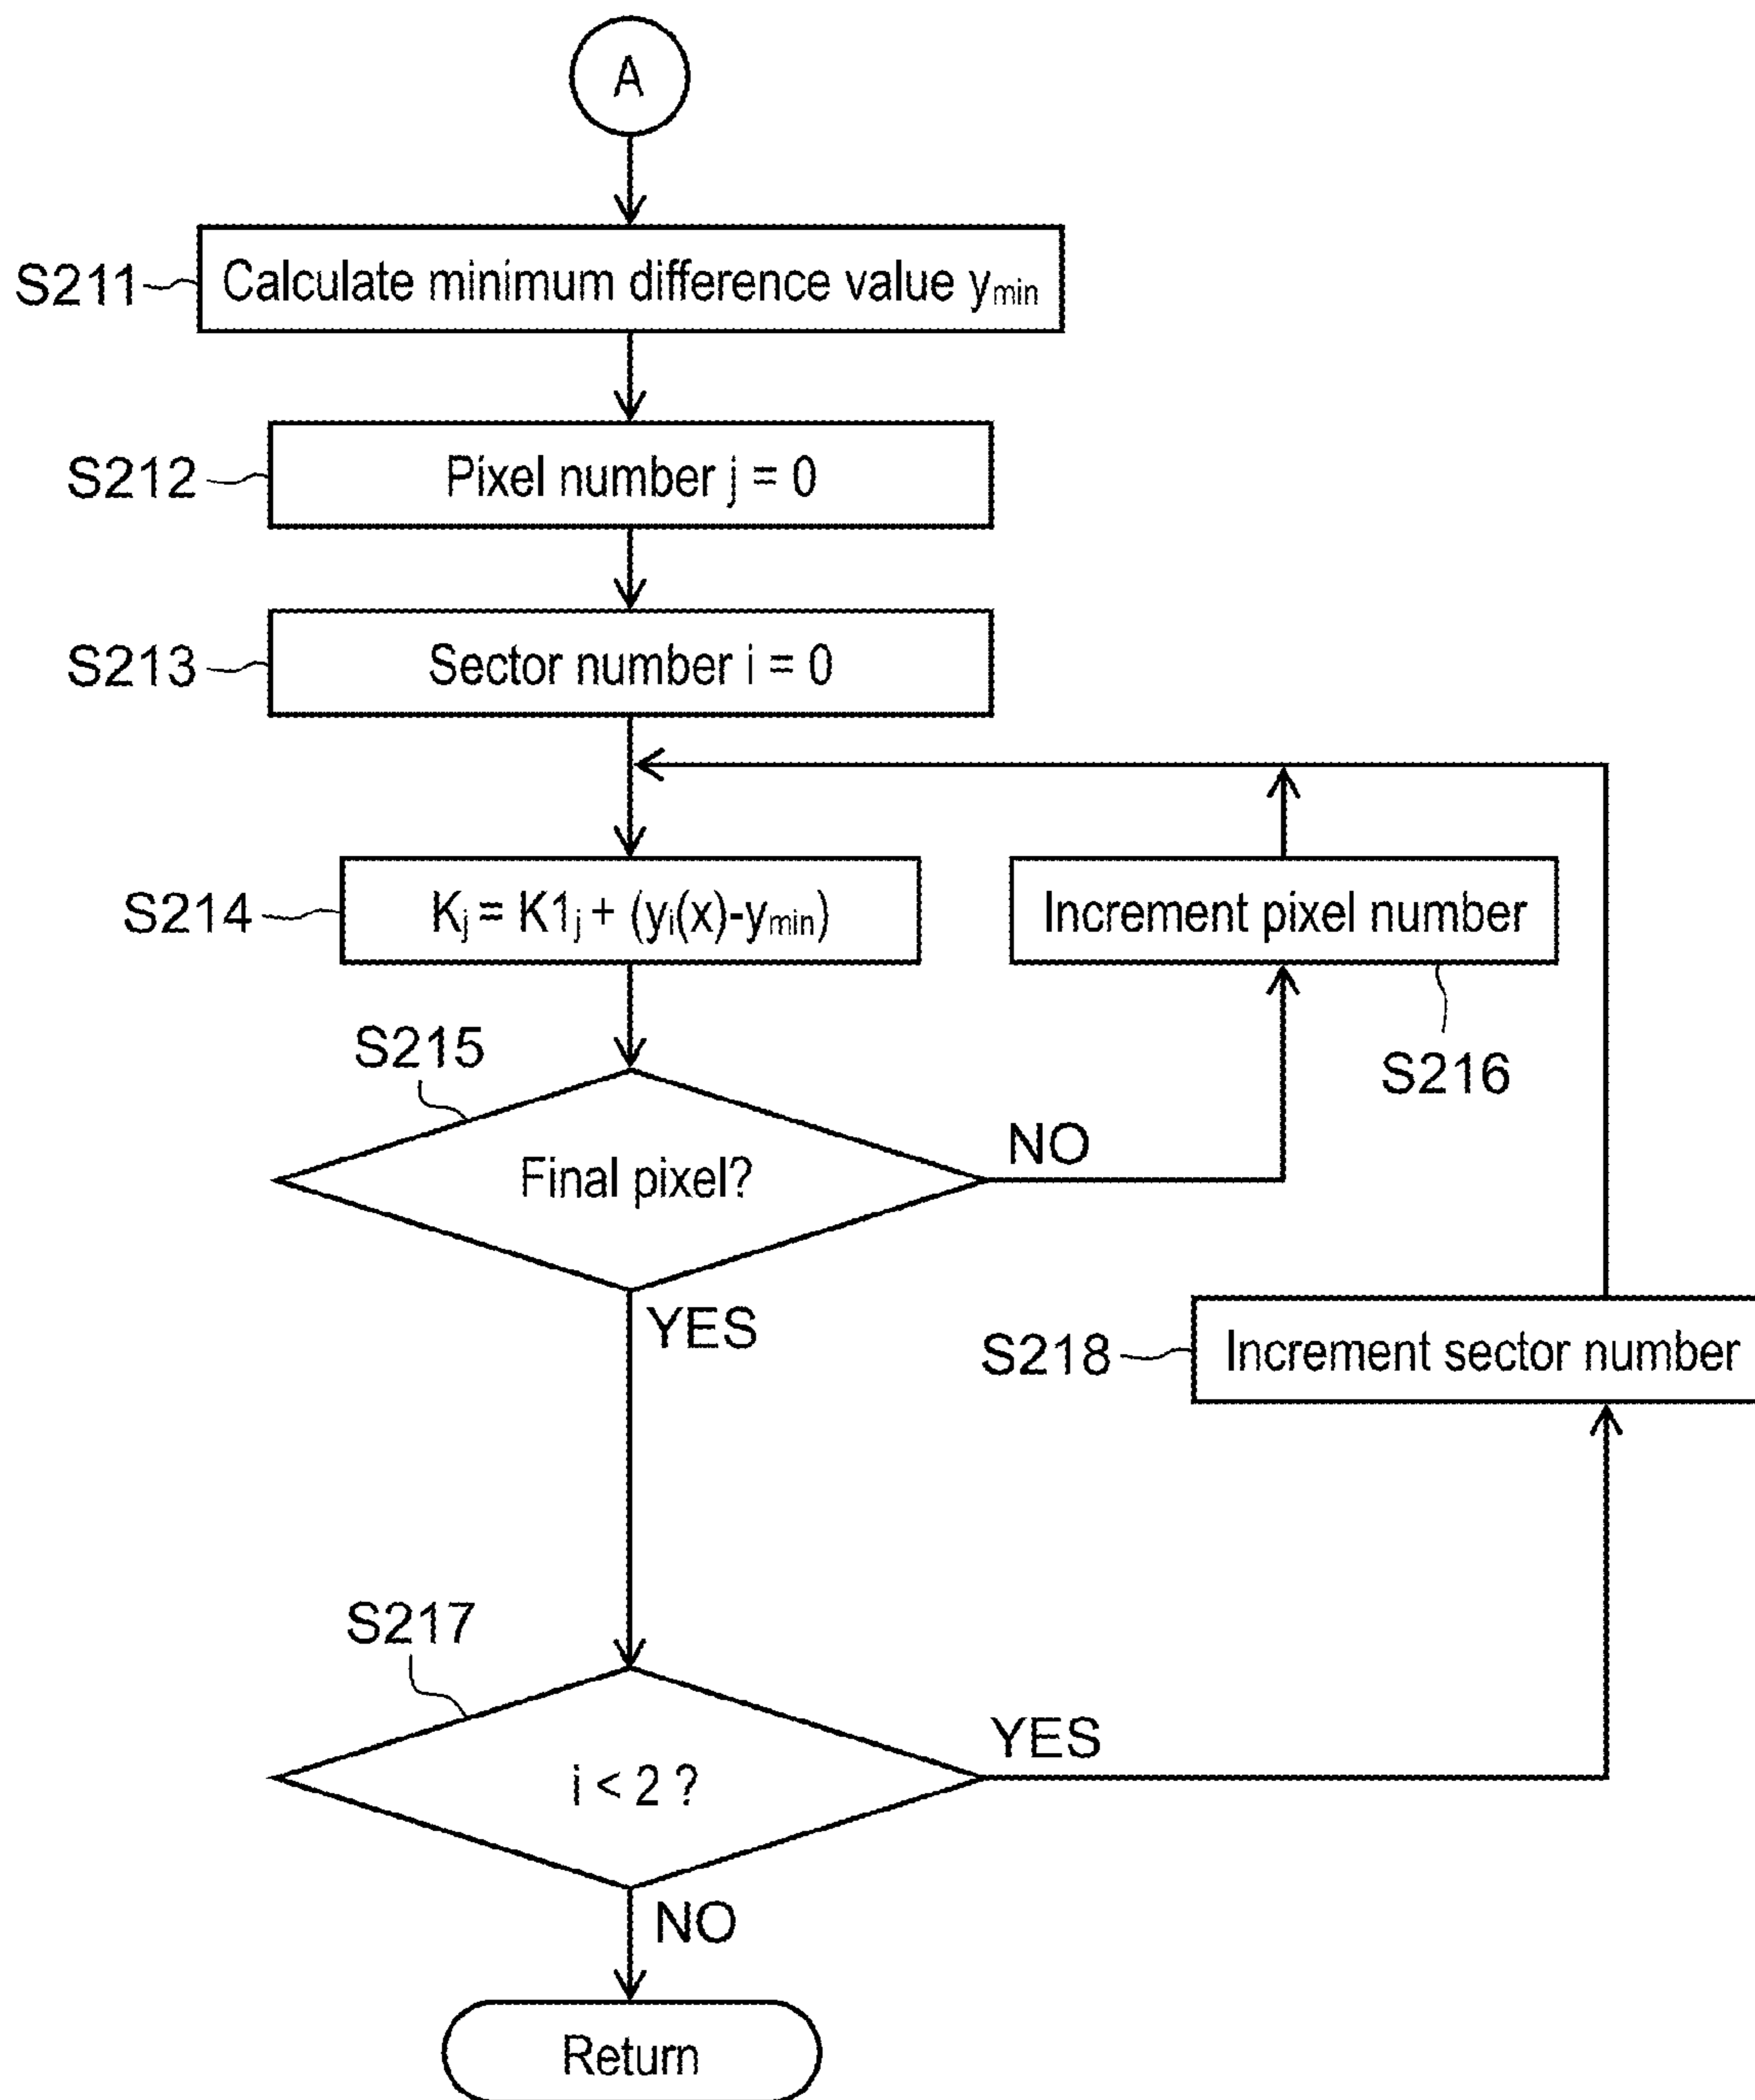 A
S211
Calculate minimum difference value ymin
S212
Pixel number j = 0
S213
Sector number i = 0
S214
Kj = K1j + (yi(x)-ymin)
Increment pixel number
S216
S215
Final pixel?
NO
YES
S218
Increment sector number
S217
i < 2 ?
YES
NO
Return